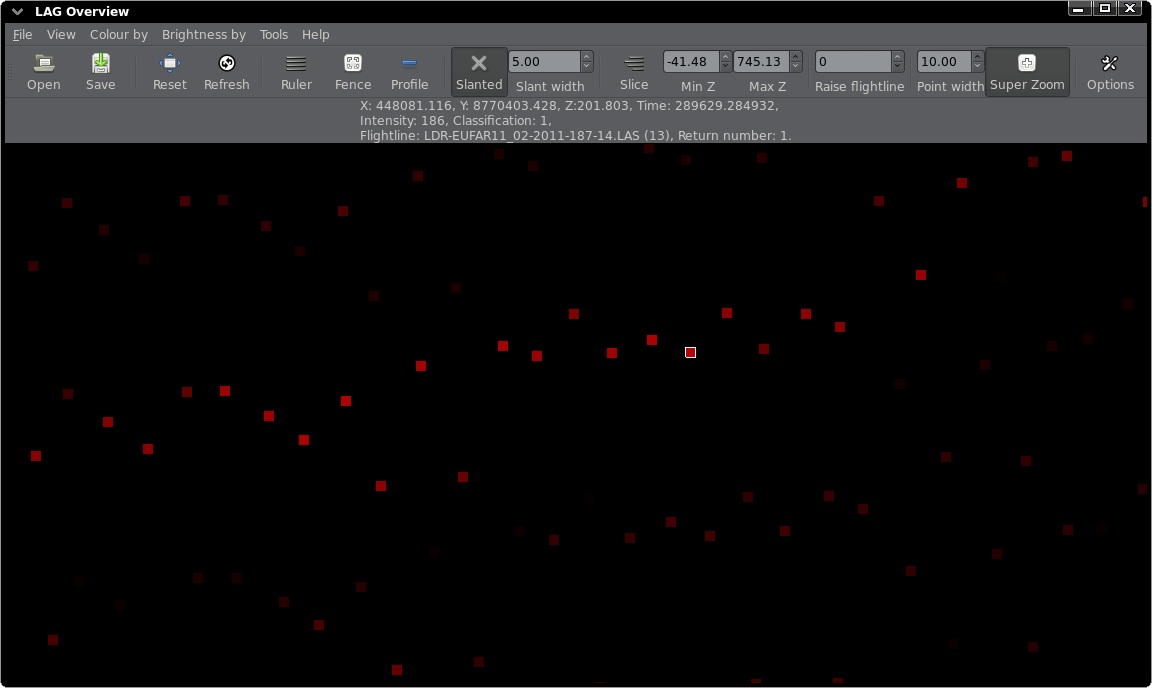 LAG Overview
File View Colour by Brightness by Tools Help
5.00 -41.48 745.13 0 10.00
Open Save Reset Refresh Ruler Fence Profile Slanted Slant width Slice Min Z Max Z Raise flightline Point width Super Zoom Options
X: 448081.116, Y: 8770403.428, Z:201.803, Time: 289629.284932,
Intensity: 186, Classification: 1,
Flightline: LDR-EUFAR11_02-2011-187-14.LAS (13), Return number: 1.